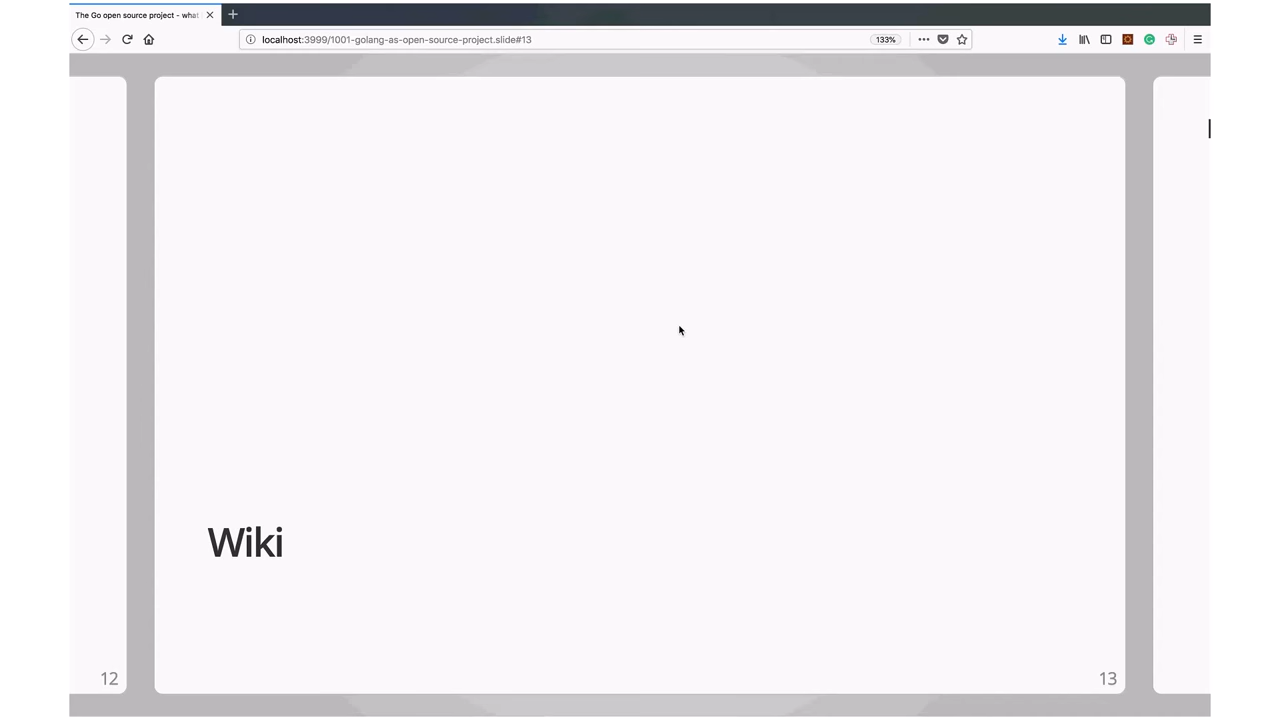 The Go open source project - what
localhost:3999/1001-golang-as-open-source-project.slide#13
133%
Wiki
12
13